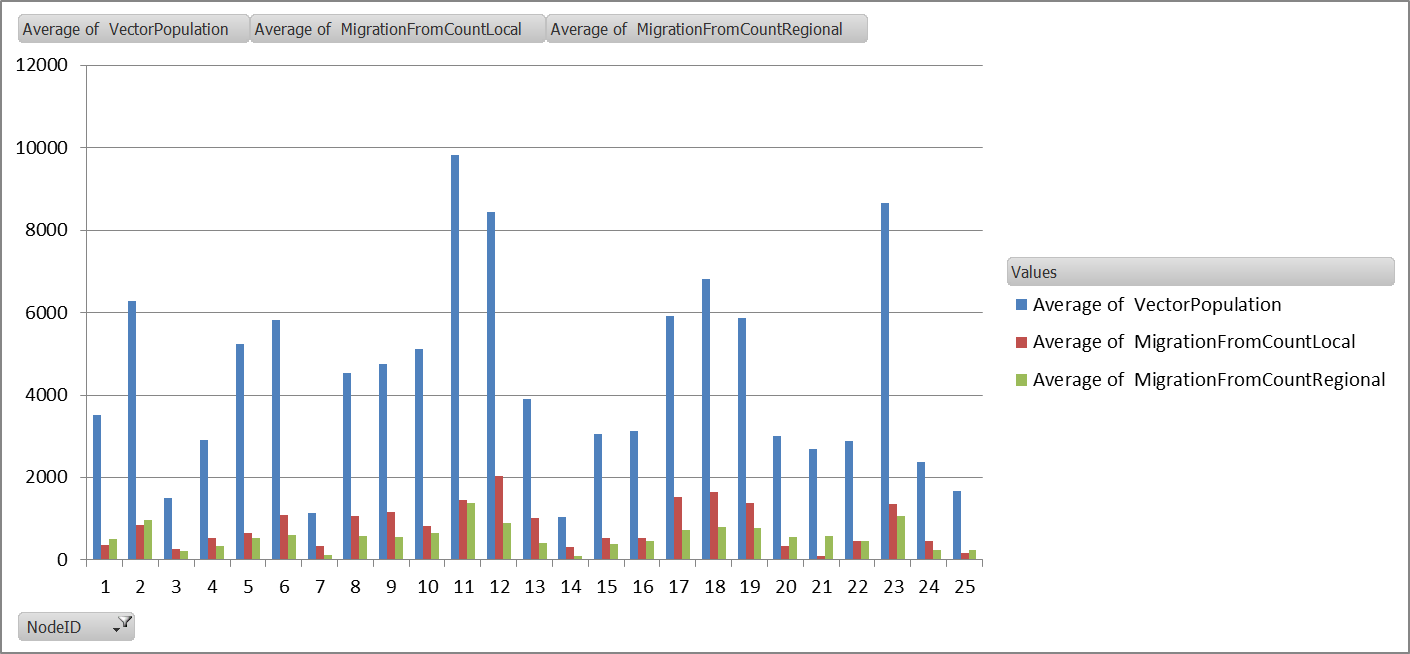 Average of VectorPopulation Average of MigrationFromCountLocal Average of MigrationFromCountRegional
12000
10000
8000
6000
4000
2000
0
1 2 3 4 5 6 7 8 9 10 11 12 13 14 15 16 17 18 19 20 21 22 23 24 25
Values
Average of VectorPopulation
Average of MigrationFromCountLocal
Average of MigrationFromCountRegional
NodeID